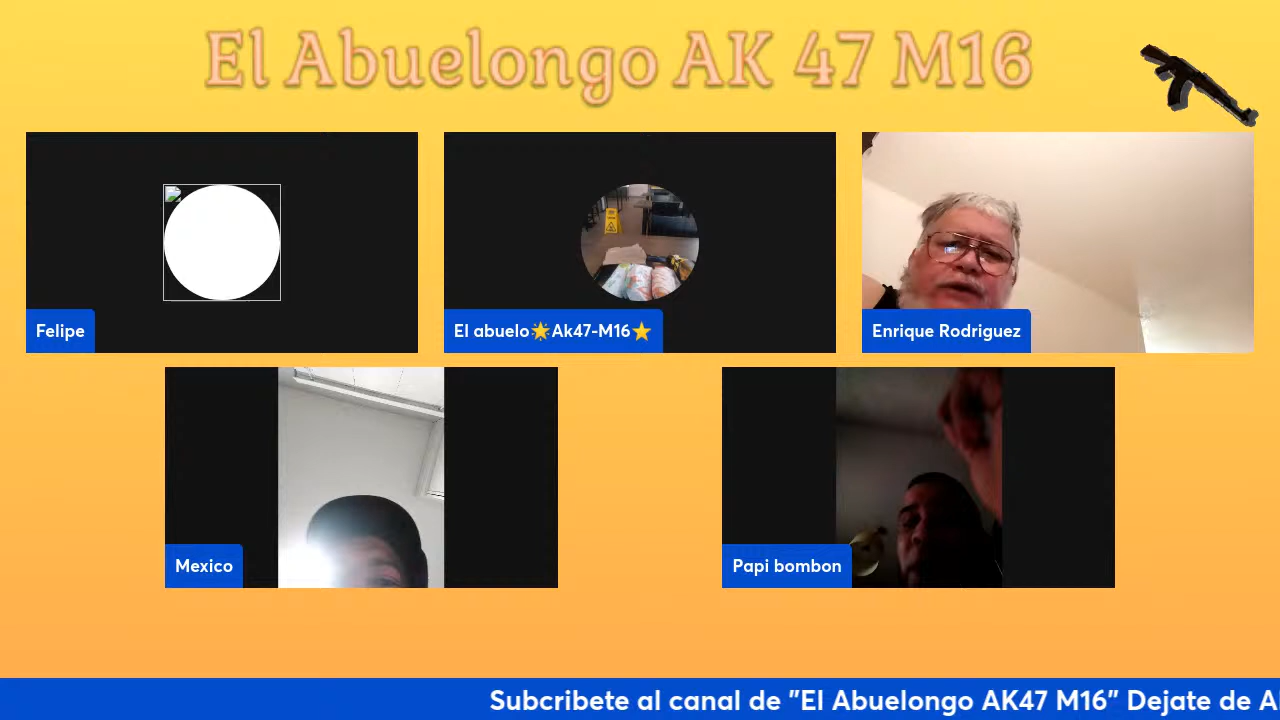 El Abuelongo AK 47 M16
Felipe
El abuelo🌟Ak47-M16⭐
Enrique Rodriguez
Mexico
Papi bombon
Subcribete al canal de "El Abuelongo AK47 M16" Dejate de A